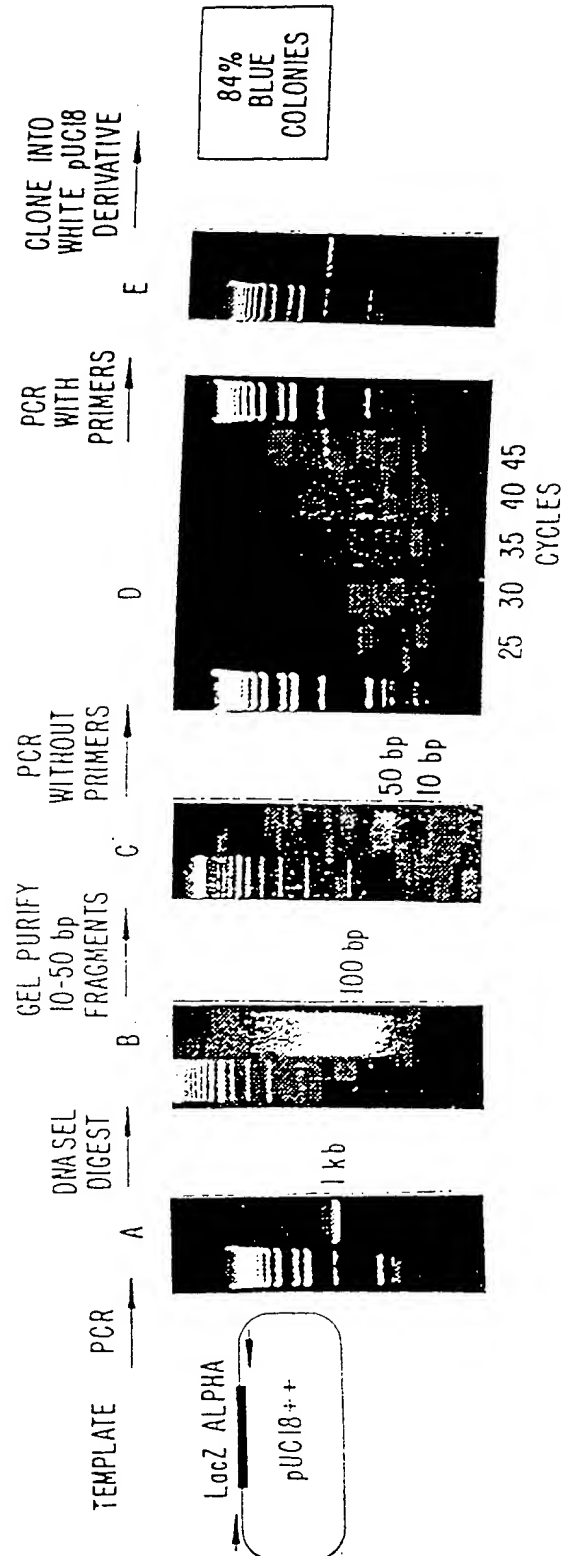 TEMPLATE
PCR
LacZ ALPHA
pUC18++
A
1 kb
DNASEL
DIGEST
B
100 bp
GEL PURIFY
10-50 bp
FRAGMENTS
C
50 bp
10 bp
PCR
WITHOUT
PRIMERS
D
25 30 35 40 45
CYCLES
PCR
WITH
PRIMERS
E
CLONE INTO
WHITE pUC18
DERIVATIVE
84%
BLUE
COLONIES